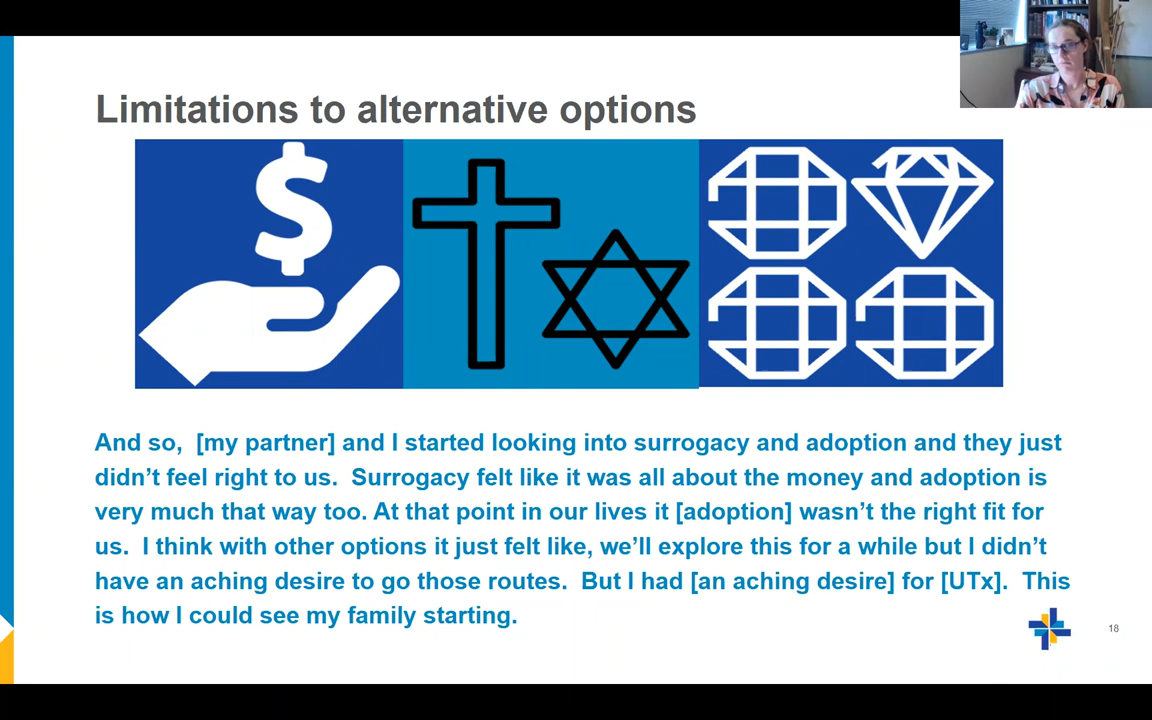 Limitations to alternative options
$
And so, [my partner] and I started looking into surrogacy and adoption and they just
didn’t feel right to us. Surrogacy felt like it was all about the money and adoption is
very much that way too. At that point in our lives it [adoption] wasn’t the right fit for
us. I think with other options it just felt like, we’ll explore this for a while but I didn’t
have an aching desire to go those routes. But I had [an aching desire] for [UTx]. This
is how I could see my family starting.
18